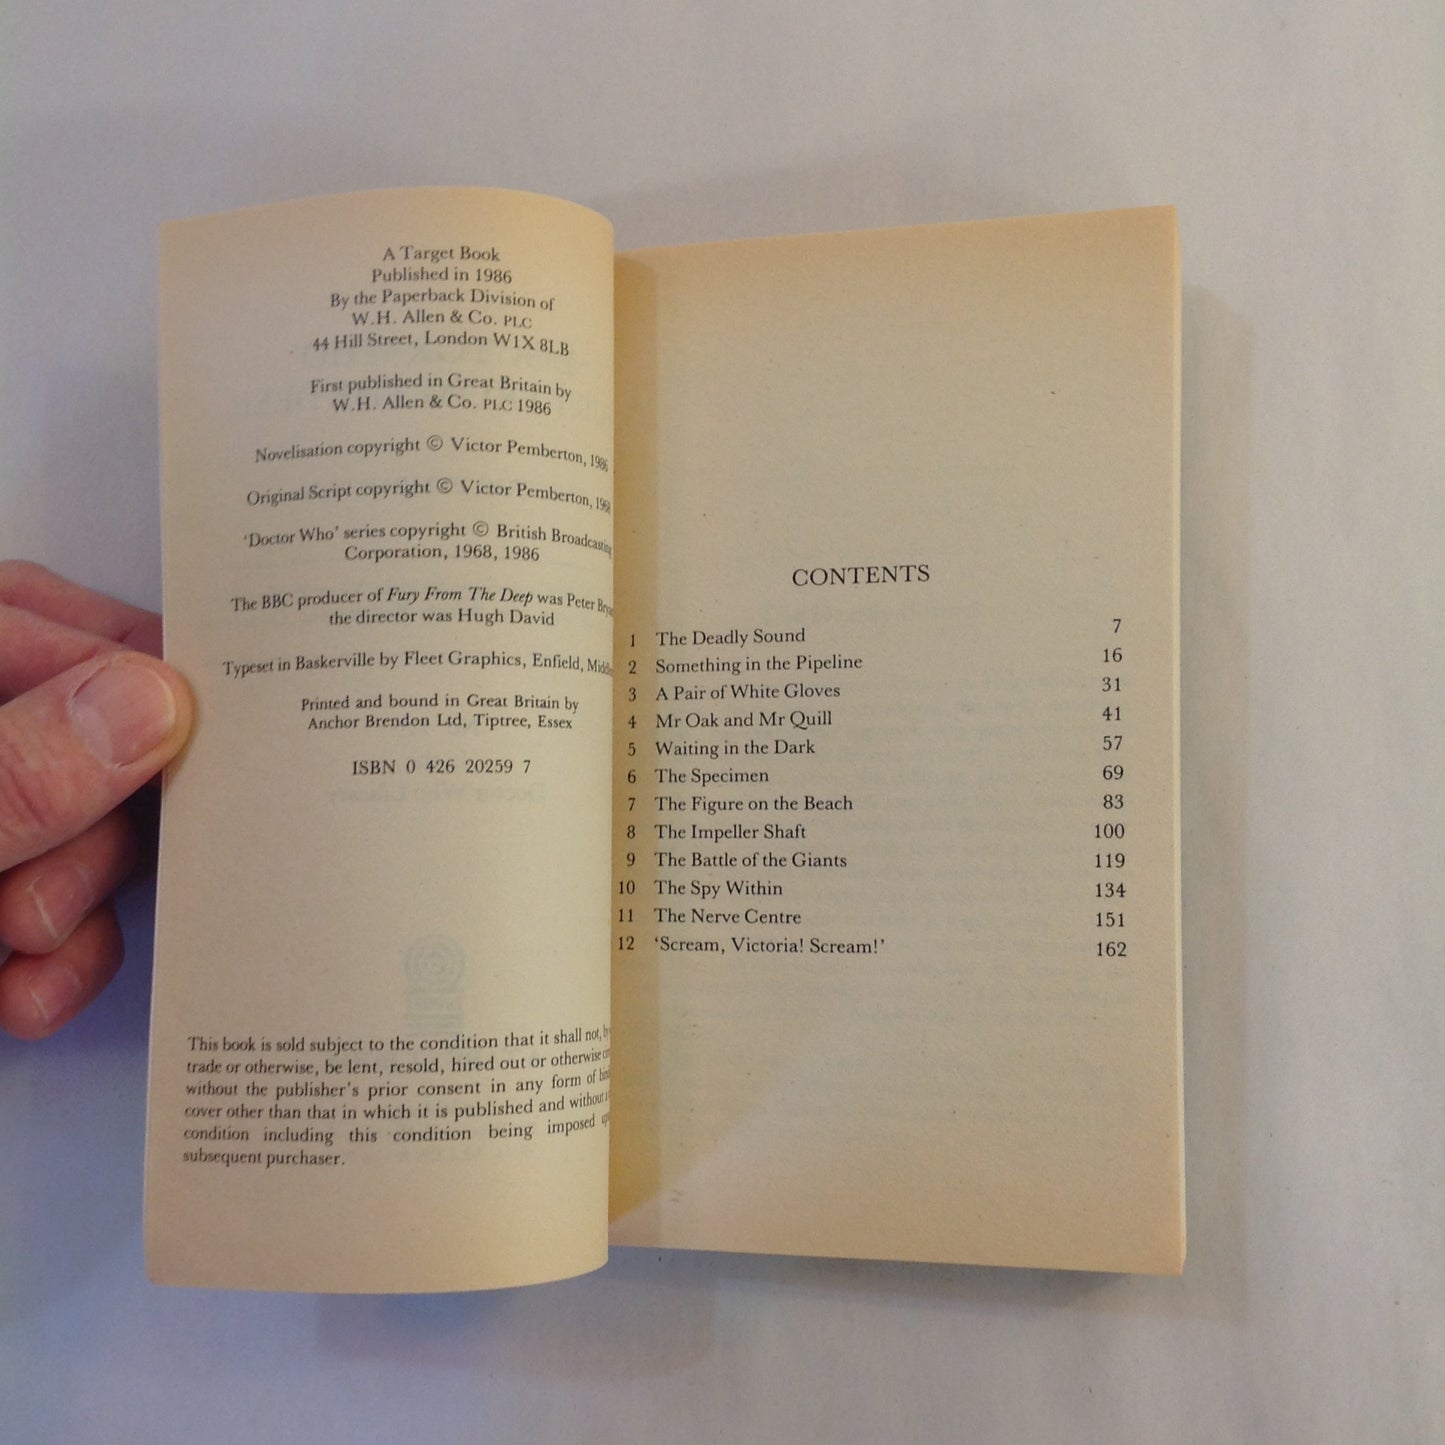 A Target Book
Published in 1986
By the Paperback Division of
W.H. Allen & Co. PLC
44 Hill Street, London W1X 8LB
First published in Great Britain by
W.H. Allen & Co. PLC 1986
Novelisation copyright © Victor Pemberton, 1986
Original Script copyright © Victor Pemberton, 1968
'Doctor Who' series copyright © British Broadcasting
Corporation, 1968, 1986
The BBC producer of Fury From The Deep was Peter
the director was Hugh David
Typeset in Baskerville by Fleet Graphics, Enfield,
Printed and bound in Great Britain by
Anchor Brendon Ltd, Tiptree, Essex
ISBN 0 426 20259 7
This book is sold subject to the condition that it shall not,
trade or otherwise, be lent, resold, hired out or otherwise
without the publisher's prior consent in any form of
cover other than that in which it is published and without
condition including this condition being imposed
subsequent purchaser.
CONTENTS
1 The Deadly Sound 7
2 Something in the Pipeline 16
3 A Pair of White Gloves 31
4 Mr Oak and Mr Quill 41
5 Waiting in the Dark 57
6 The Specimen 69
7 The Figure on the Beach 83
8 The Impeller Shaft 100
9 The Battle of the Giants 119
10 The Spy Within 134
11 The Nerve Centre 151
12 'Scream, Victoria! Scream!' 162